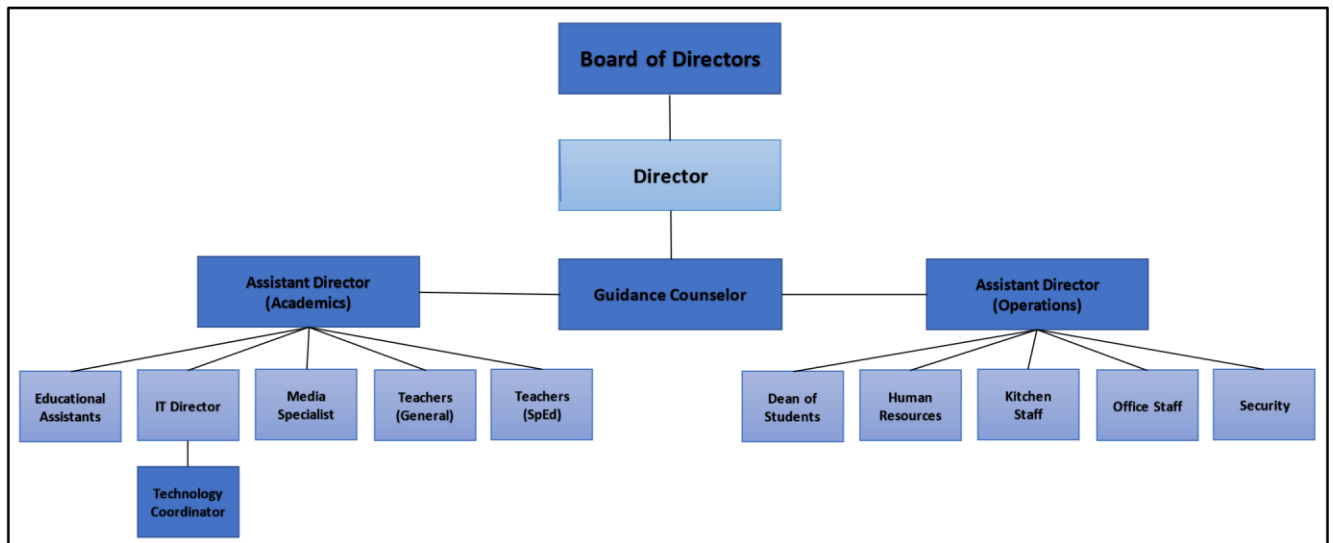 Board of Directors
Director
Assistant Director
(Academics)
Guidance Counselor
Assistant Director
(Operations)
Educational
Assistants
IT Director
Media
Specialist
Teachers
(General)
Teachers
(SpEd)
Dean of
Students
Human
Resources
Kitchen
Staff
Office Staff
Security
Technology
Coordinator